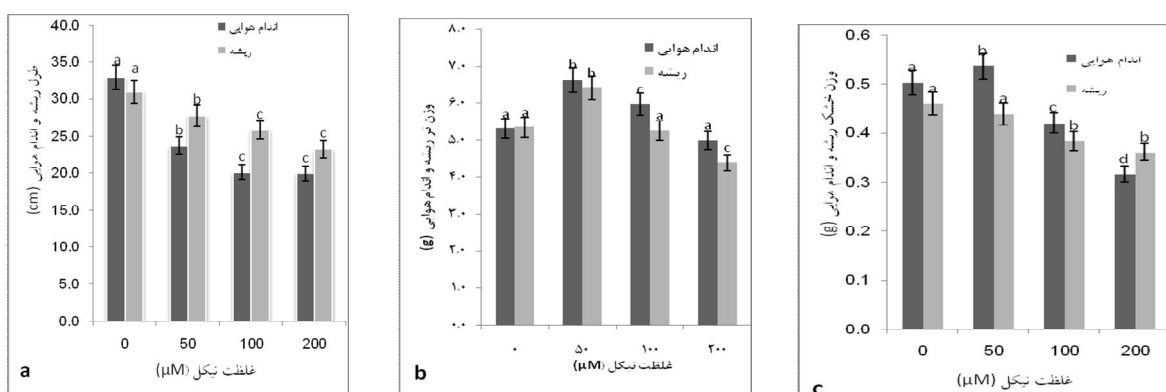 40.0
35.0
30.0
25.0
20.0
15.0
10.0
5.0
0.0
طول ریشه و اندام هوایی (cm)
اندام هوایی
ریشه
a a
b b
c c
c c
0 50 100 200
غلظت نیکل (µM)
a
۸.۰
۷.۰
۶.۰
۵.۰
۴.۰
۳.۰
۲.۰
۱.۰
۰.۰
وزن تر ریشه و اندام هوایی (g)
اندام هوایی
ریشه
a a
b b
c a
a c
۰ ۵۰ ۱۰۰ ۲۰۰
غلظت نیکل (µM)
b
0.6
0.5
0.4
0.3
0.2
0.1
0.0
وزن خشک ریشه و اندام هوایی (g)
اندام هوایی
ریشه
a a
b a
c b
d b
0 50 100 200
غلظت نیکل (µM)
c